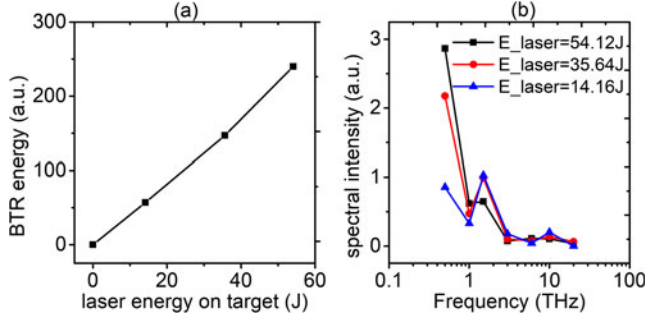 (a)
300
200
100
0
0 20 40 60
BTR energy (a.u.)
laser energy on target (J)
(b)
E_laser=54.12J
E_laser=35.64J
E_laser=14.16J
3
2
1
0
0.1 1 10 100
spectral intensity (a.u.)
Frequency (THz)